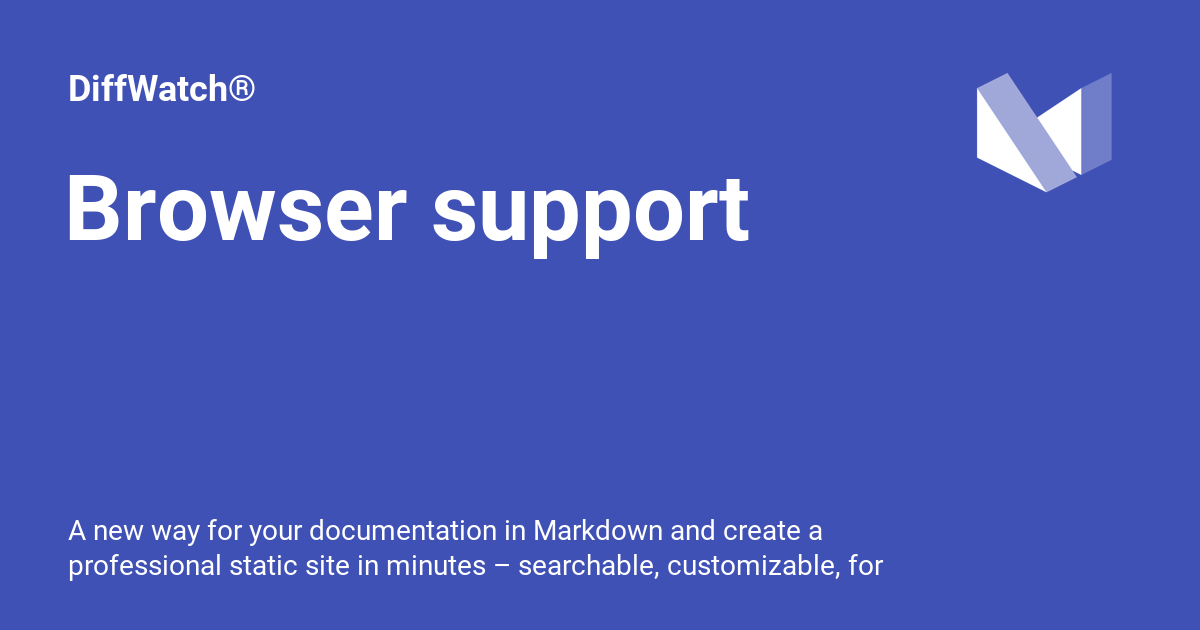 DiffWatch®
Browser support
A new way for your documentation in Markdown and create a
professional static site in minutes – searchable, customizable, for